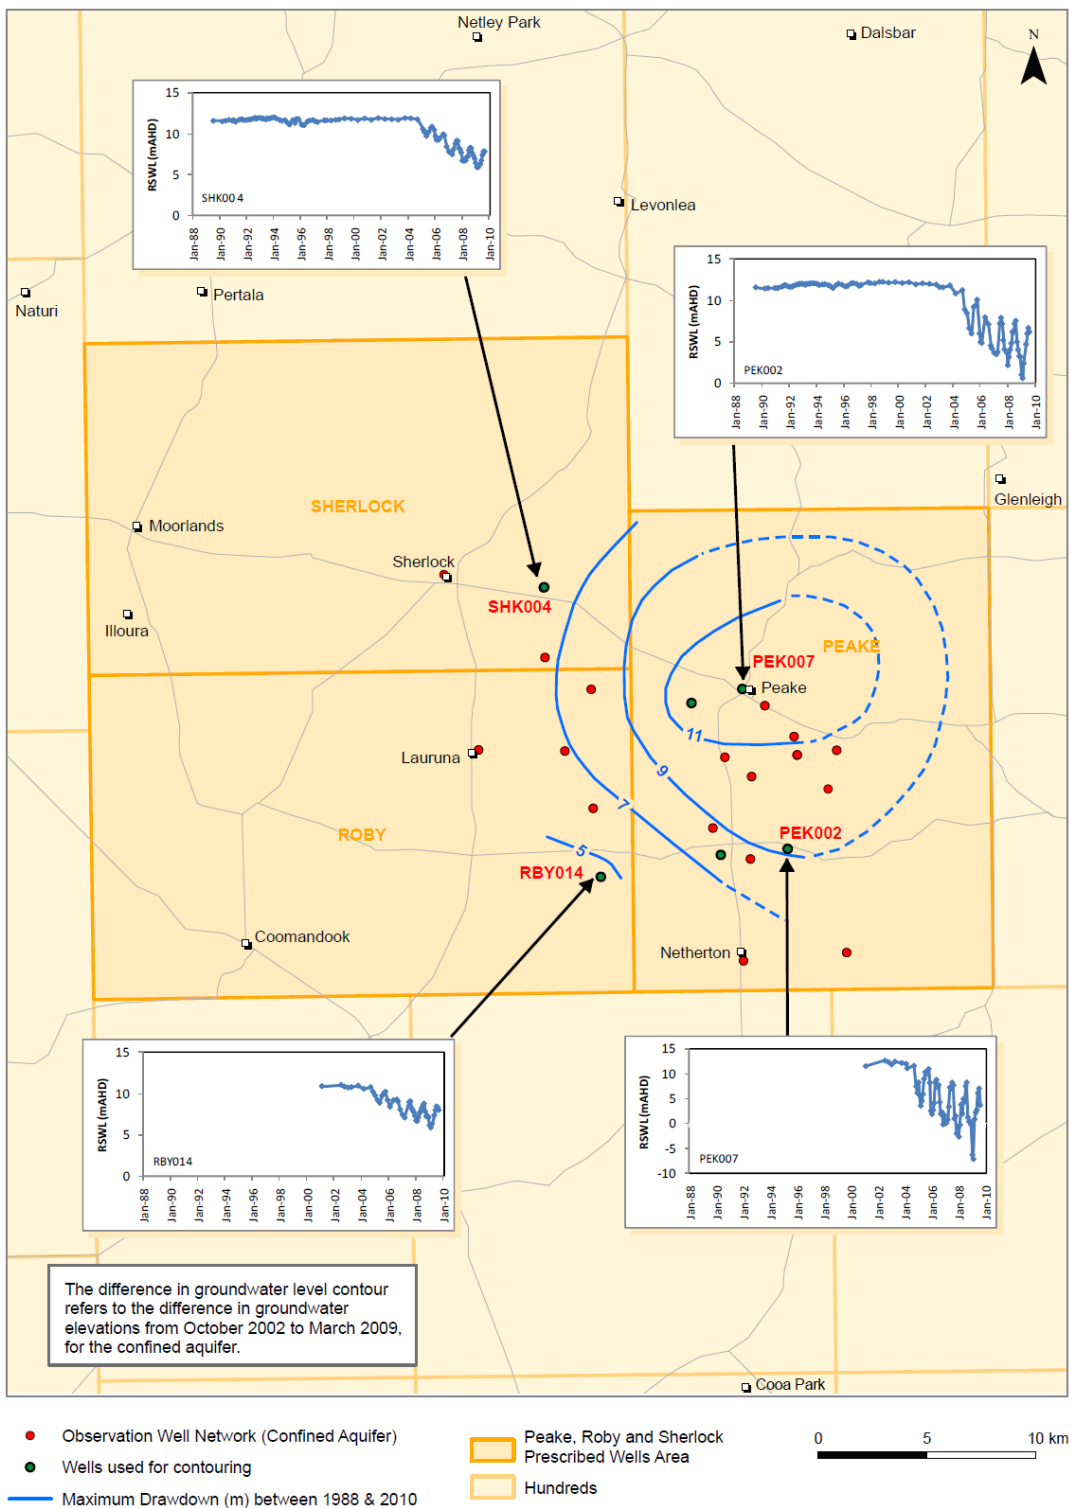 Netley Park
Dalsbar
N
15
10
5
0
RSWL (mAHD)
SHK00 4
Jan-88
Jan-90
Jan-92
Jan-94
Jan-96
Jan-98
Jan-00
Jan-02
Jan-04
Jan-06
Jan-08
Jan-10
Levonlea
Naturi
Pertala
15
10
5
0
RSWL (mAHD)
PEK002
Jan-88
Jan-90
Jan-92
Jan-94
Jan-96
Jan-98
Jan-00
Jan-02
Jan-04
Jan-06
Jan-08
Jan-10
Glenleigh
SHERLOCK
Moorlands
Sherlock
SHK004
Illoura
PEAKE
PEK007
Peake
11
Lauruna
9
7
ROBY
PEK002
5
RBY014
Coomandook
Netherton
15
10
5
0
RSWL (mAHD)
RBY014
Jan-88
Jan-90
Jan-92
Jan-94
Jan-96
Jan-98
Jan-00
Jan-02
Jan-04
Jan-06
Jan-08
Jan-10
15
10
5
0
-5
-10
RSWL (mAHD)
PEK007
Jan-88
Jan-90
Jan-92
Jan-94
Jan-96
Jan-98
Jan-00
Jan-02
Jan-04
Jan-06
Jan-08
Jan-10
The difference in groundwater level contour
refers to the difference in groundwater
elevations from October 2002 to March 2009,
for the confined aquifer.
Cooa Park
Observation Well Network (Confined Aquifer)
Wells used for contouring
Maximum Drawdown (m) between 1988 & 2010
Peake, Roby and Sherlock
Prescribed Wells Area
Hundreds
0 5 10 km